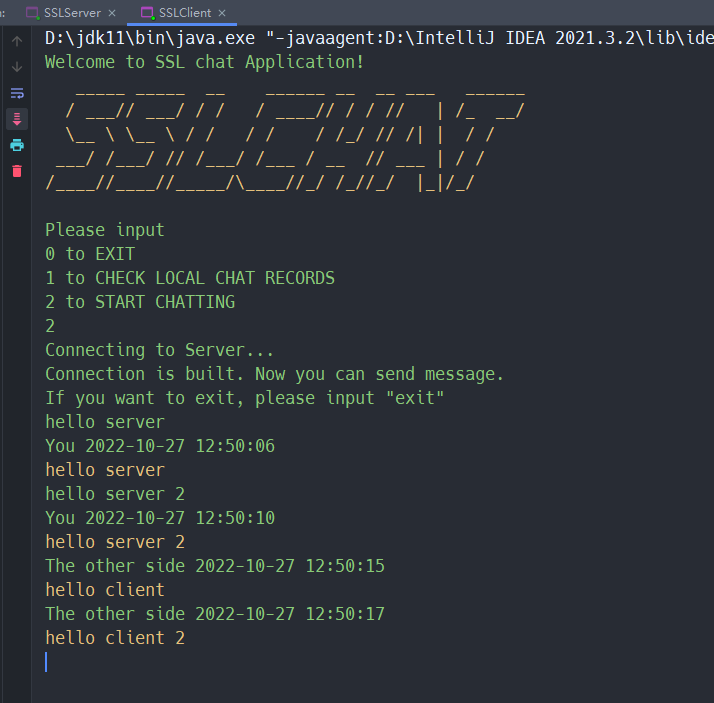 SSLServer × SSLClient ×
D:\jdk11\bin\java.exe "-javaagent:D:\IntelliJ IDEA 2021.3.2\lib\ide
Welcome to SSL chat Application!
   _____ _____  __    ______ __  __ ___   ______
  / ___// ___/ / /   / ____// / / //   | /_  __/
  \__ \ \__ \ / /   / /    / /_/ // /| |  / /
 ___/ /___/ // /___/ /___ / __  // ___ | / /
/____//____//_____/\____//_/ /_//_/  |_|/_/
Please input
0 to EXIT
1 to CHECK LOCAL CHAT RECORDS
2 to START CHATTING
2
Connecting to Server...
Connection is built. Now you can send message.
If you want to exit, please input "exit"
hello server
You 2022-10-27 12:50:06
hello server
hello server 2
You 2022-10-27 12:50:10
hello server 2
The other side 2022-10-27 12:50:15
hello client
The other side 2022-10-27 12:50:17
hello client 2